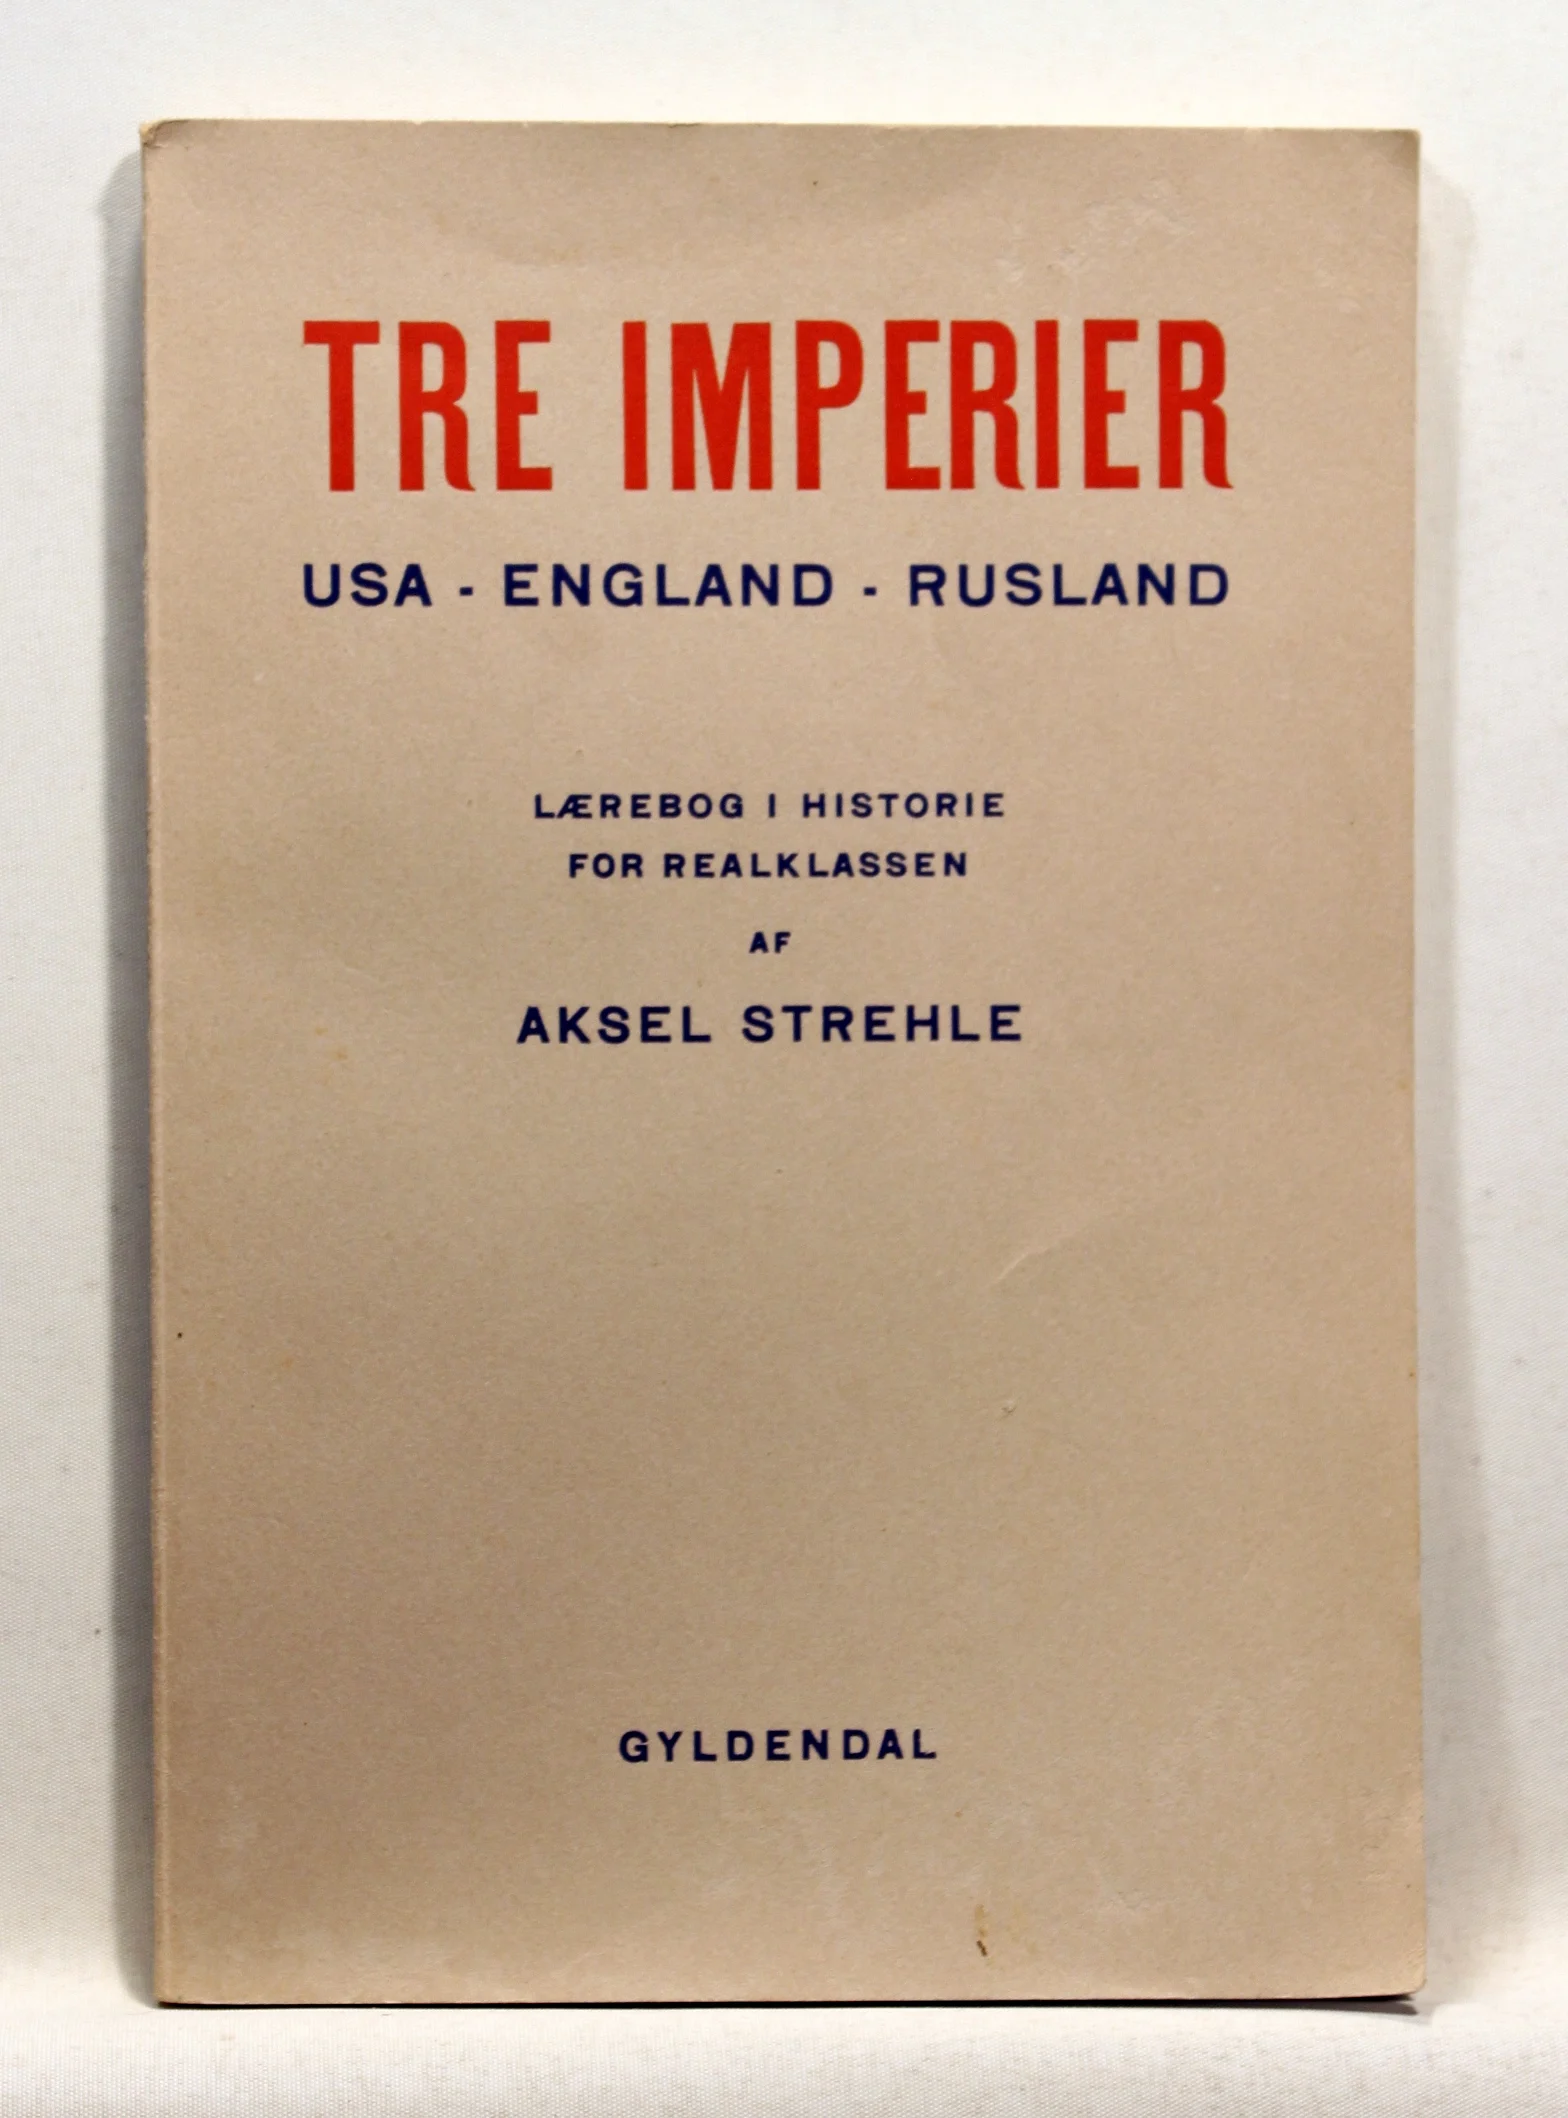 TRE IMPERIER
USA - ENGLAND - RUSLAND
LÆREBOG I HISTORIE
FOR REALKLASSEN
AF
AKSEL STREHLE
GYLDENDAL